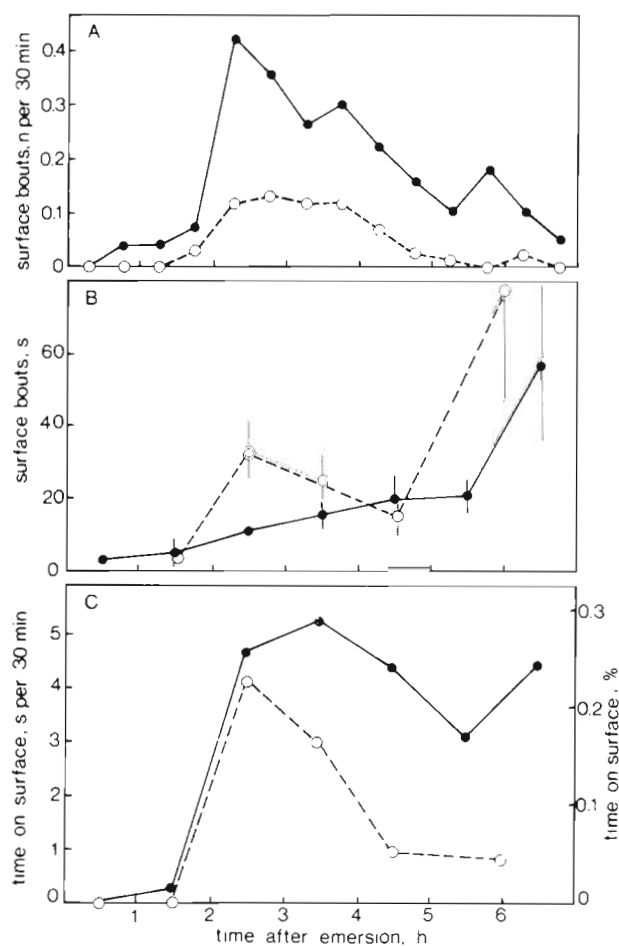 A
surface bouts, n per 30 min
0.4
0.3
0.2
0.1
0
B
surface bouts, s
60
40
20
0
C
time on surface, s per 30 min
5
4
3
2
1
0
0.3
0.2
0.1
0
time on surface, %
1 2 3 4 5 6
time after emersion, h